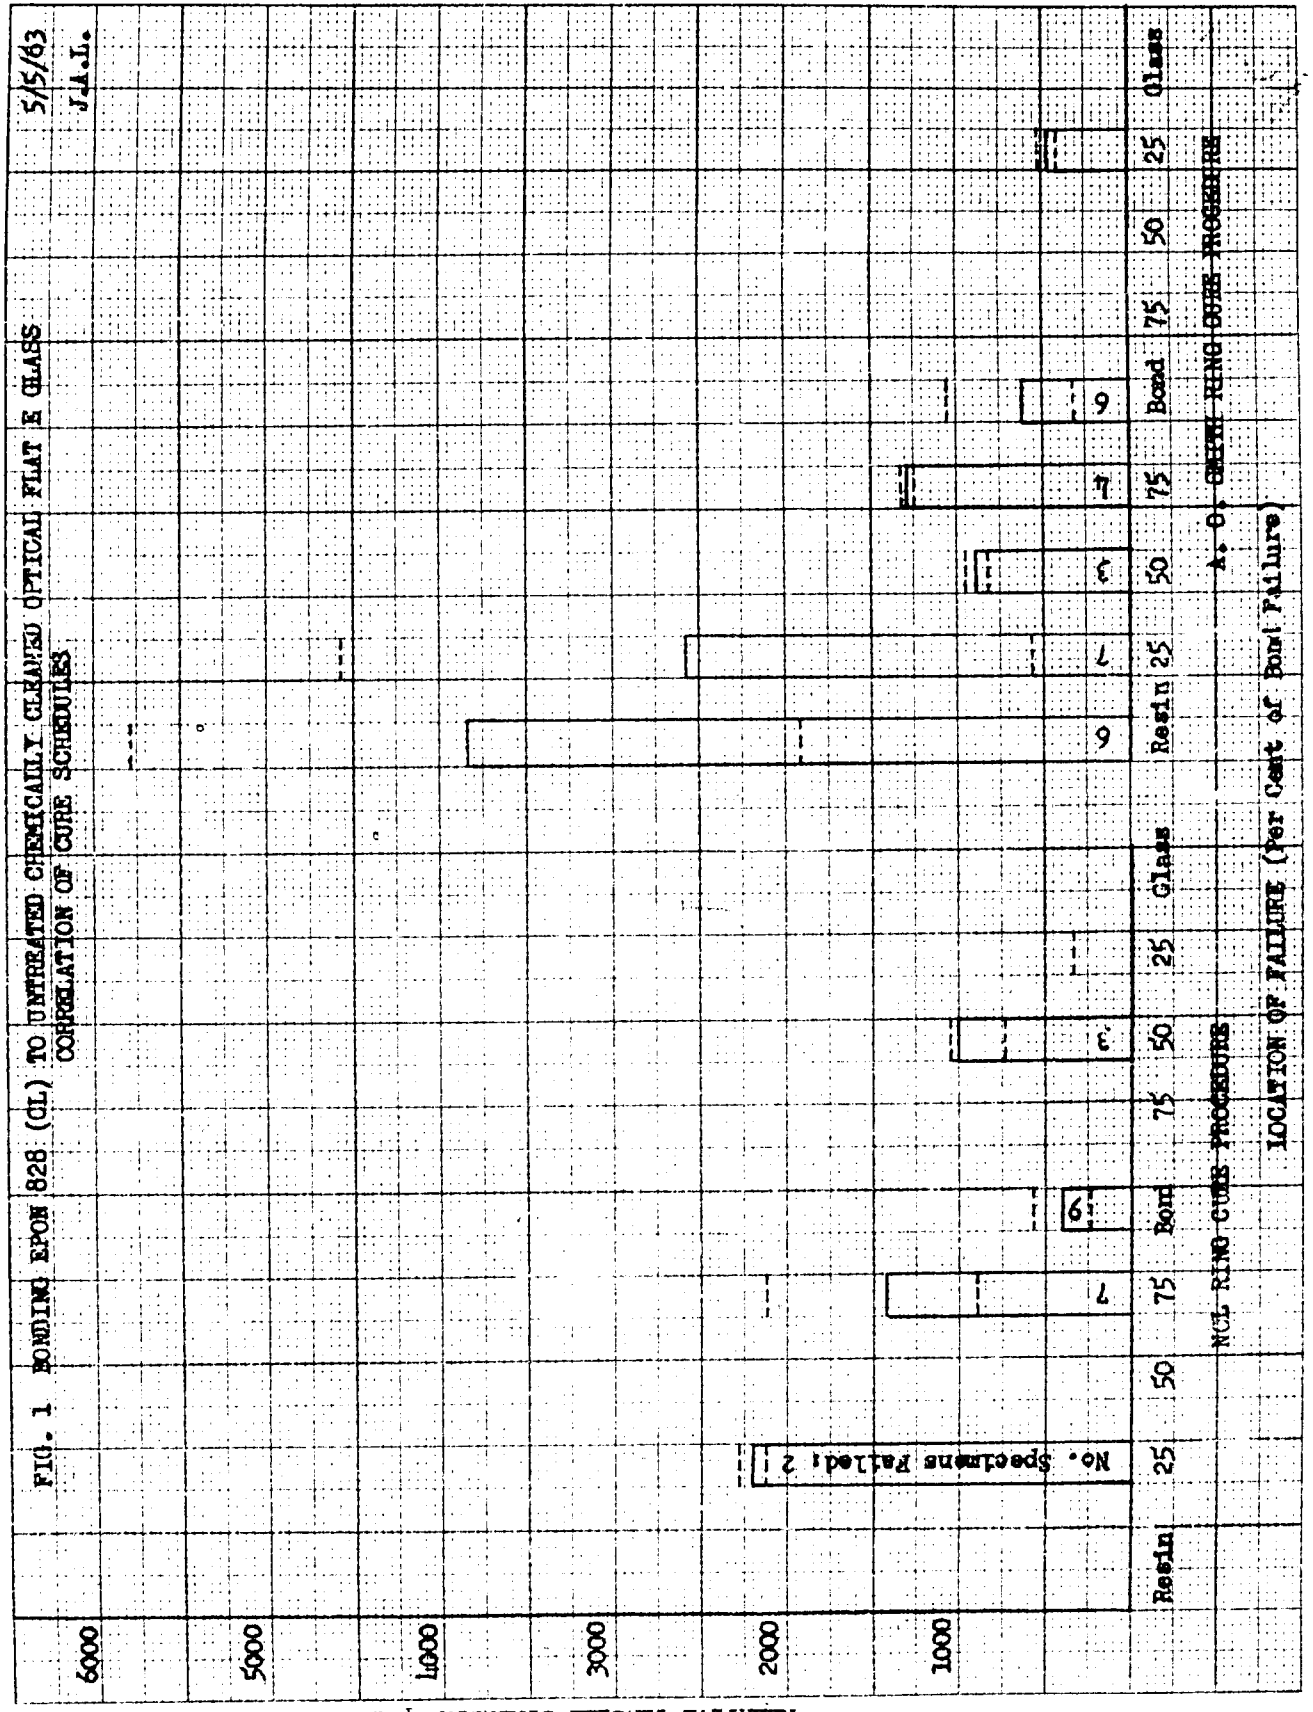 5/5/63
J.A.L.
FIG. 1 BONDING EPON 828 (CL) TO UNTREATED CHEMICALLY CLEANED OPTICAL FLAT E GLASS
CORRELATION OF CURE SCHEDULES
6000
5000
4000
3000
2000
1000
No. Specimens Failed: 2
7
9
3
6
7
3
4
6
Resin 25 50 75 Bond 75 50 25 Glass Resin 25 50 75 Bond 75 50 25 Glass
NOL RING CURE PROCEDURE A. O. SMITH RING CURE PROCEDURE
LOCATION OF FAILURE (Per Cent of Bond Failure)